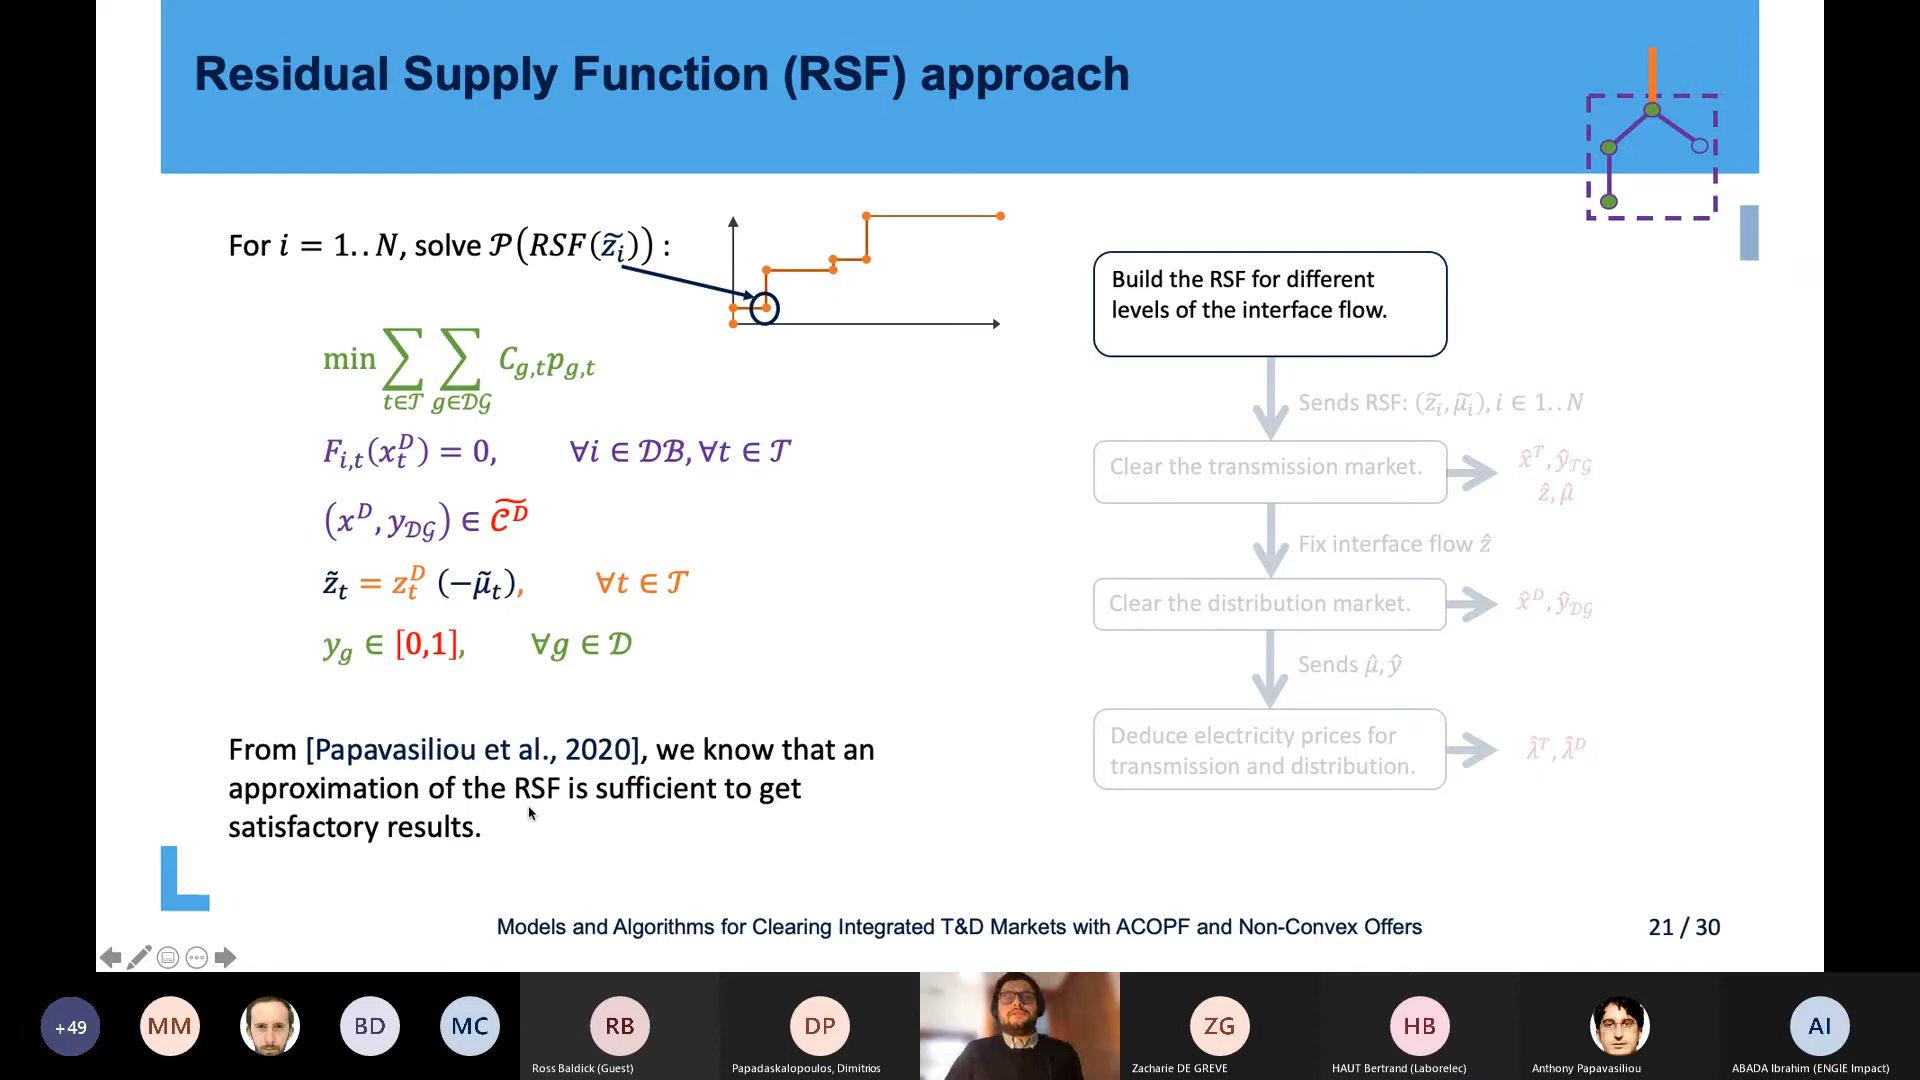 Residual Supply Function (RSF) approach
For i = 1..N, solve 𝒫(RSF(z̃ᵢ)) :
min ∑_{t∈𝒯} ∑_{g∈𝒟𝒢} C_{g,t}p_{g,t}
F_{i,t}(x_t^D) = 0, ∀i ∈ 𝒟ℬ, ∀t ∈ 𝒯
(x^D, y_{𝒟𝒢}) ∈ 𝒞̃^D
z̃_t = z_t^D (−μ̃_t), ∀t ∈ 𝒯
y_g ∈ [0,1], ∀g ∈ 𝒟
From [Papavasiliou et al., 2020], we know that an
approximation of the RSF is sufficient to get
satisfactory results.
Build the RSF for different
levels of the interface flow.
Sends RSF: (z̃ᵢ, μ̃ᵢ), i ∈ 1..N
Clear the transmission market.
x̂^T, ŷ_{𝒯𝒢}
ẑ, μ̂
Fix interface flow ẑ
Clear the distribution market.
x̂^D, ŷ_{𝒟𝒢}
Sends μ̂, ŷ
Deduce electricity prices for
transmission and distribution.
λ̂^T, λ̂^D
Models and Algorithms for Clearing Integrated T&D Markets with ACOPF and Non-Convex Offers
21 / 30
+49
MM
BD
MC
RB
DP
ZG
HB
AI
Ross Baldick (Guest)
Papadaskalopoulos, Dimitrios
Zacharie DE GREVE
HAUT Bertrand (Laborelec)
Anthony Papavasiliou
ABADA Ibrahim (ENGIE Impact)